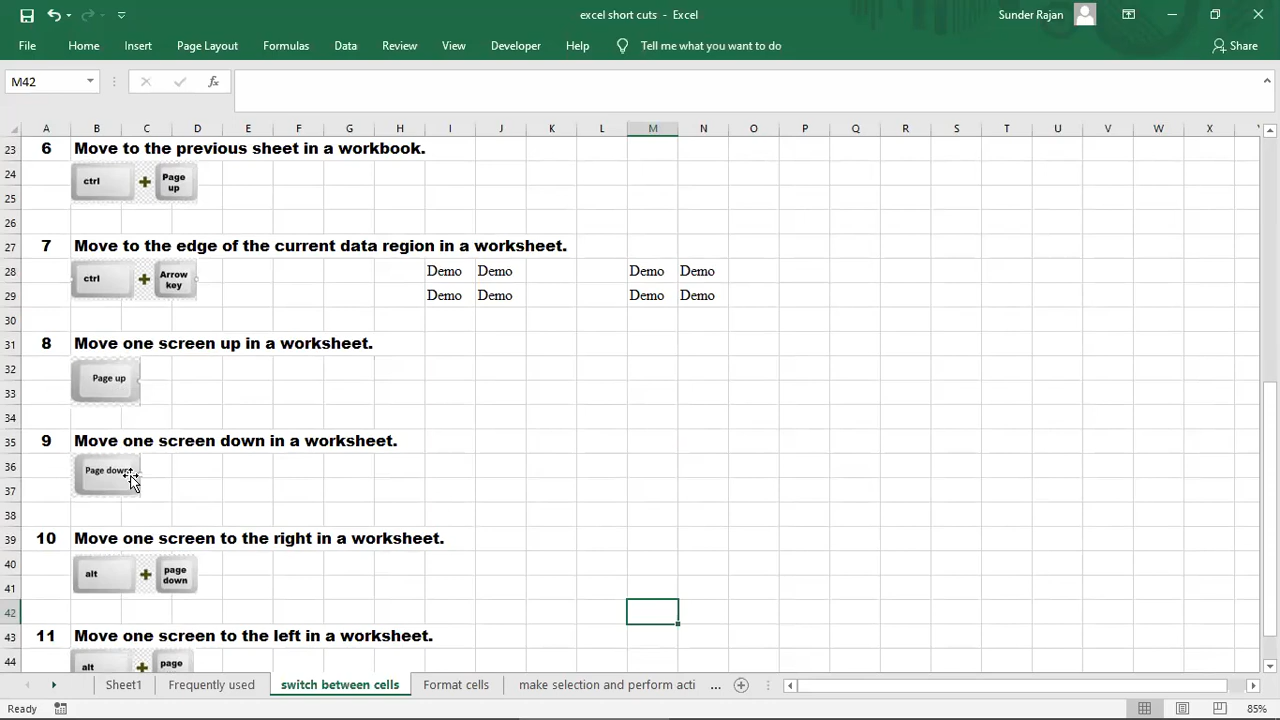 excel short cuts - Excel
Sunder Rajan
File Home Insert Page Layout Formulas Data Review View Developer Help Tell me what you want to do Share
M42 fx
A B C D E F G H I J K L M N O P Q R S T U V W X
23 6 Move to the previous sheet in a workbook.
24 ctrl + Page up
25
26
27 7 Move to the edge of the current data region in a worksheet.
28 ctrl + Arrow key Demo Demo Demo Demo
29 Demo Demo Demo Demo
30
31 8 Move one screen up in a worksheet.
32 Page up
33
34
35 9 Move one screen down in a worksheet.
36 Page down
37
38
39 10 Move one screen to the right in a worksheet.
40 alt + page down
41
42
43 11 Move one screen to the left in a worksheet.
44 alt + page
Sheet1 Frequently used switch between cells Format cells make selection and perform acti ...
Ready 85%